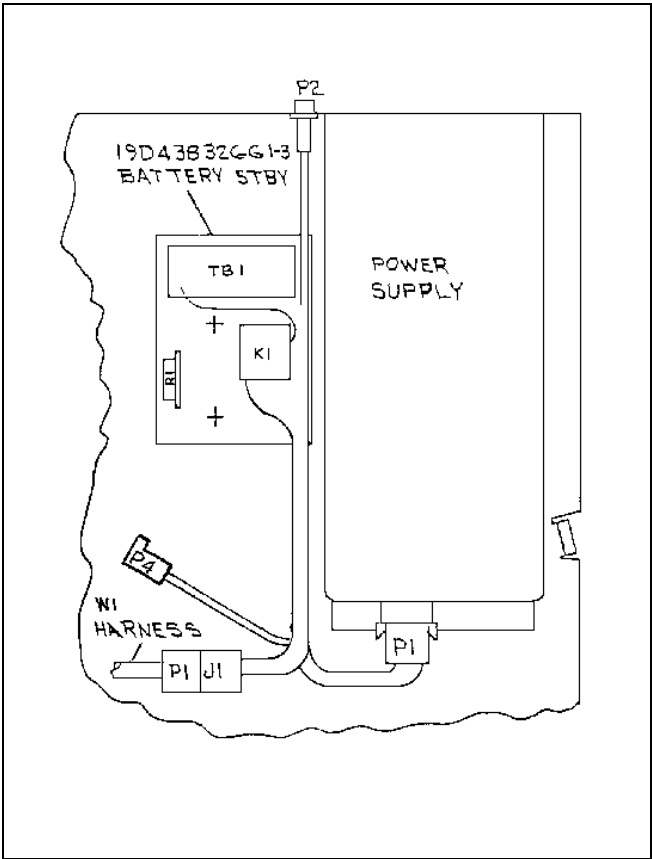 P2
19D438326G1-3
BATTERY STBY
TB1
POWER
SUPPLY
K1
R1
P4
W1
HARNESS
P1 J1
P1